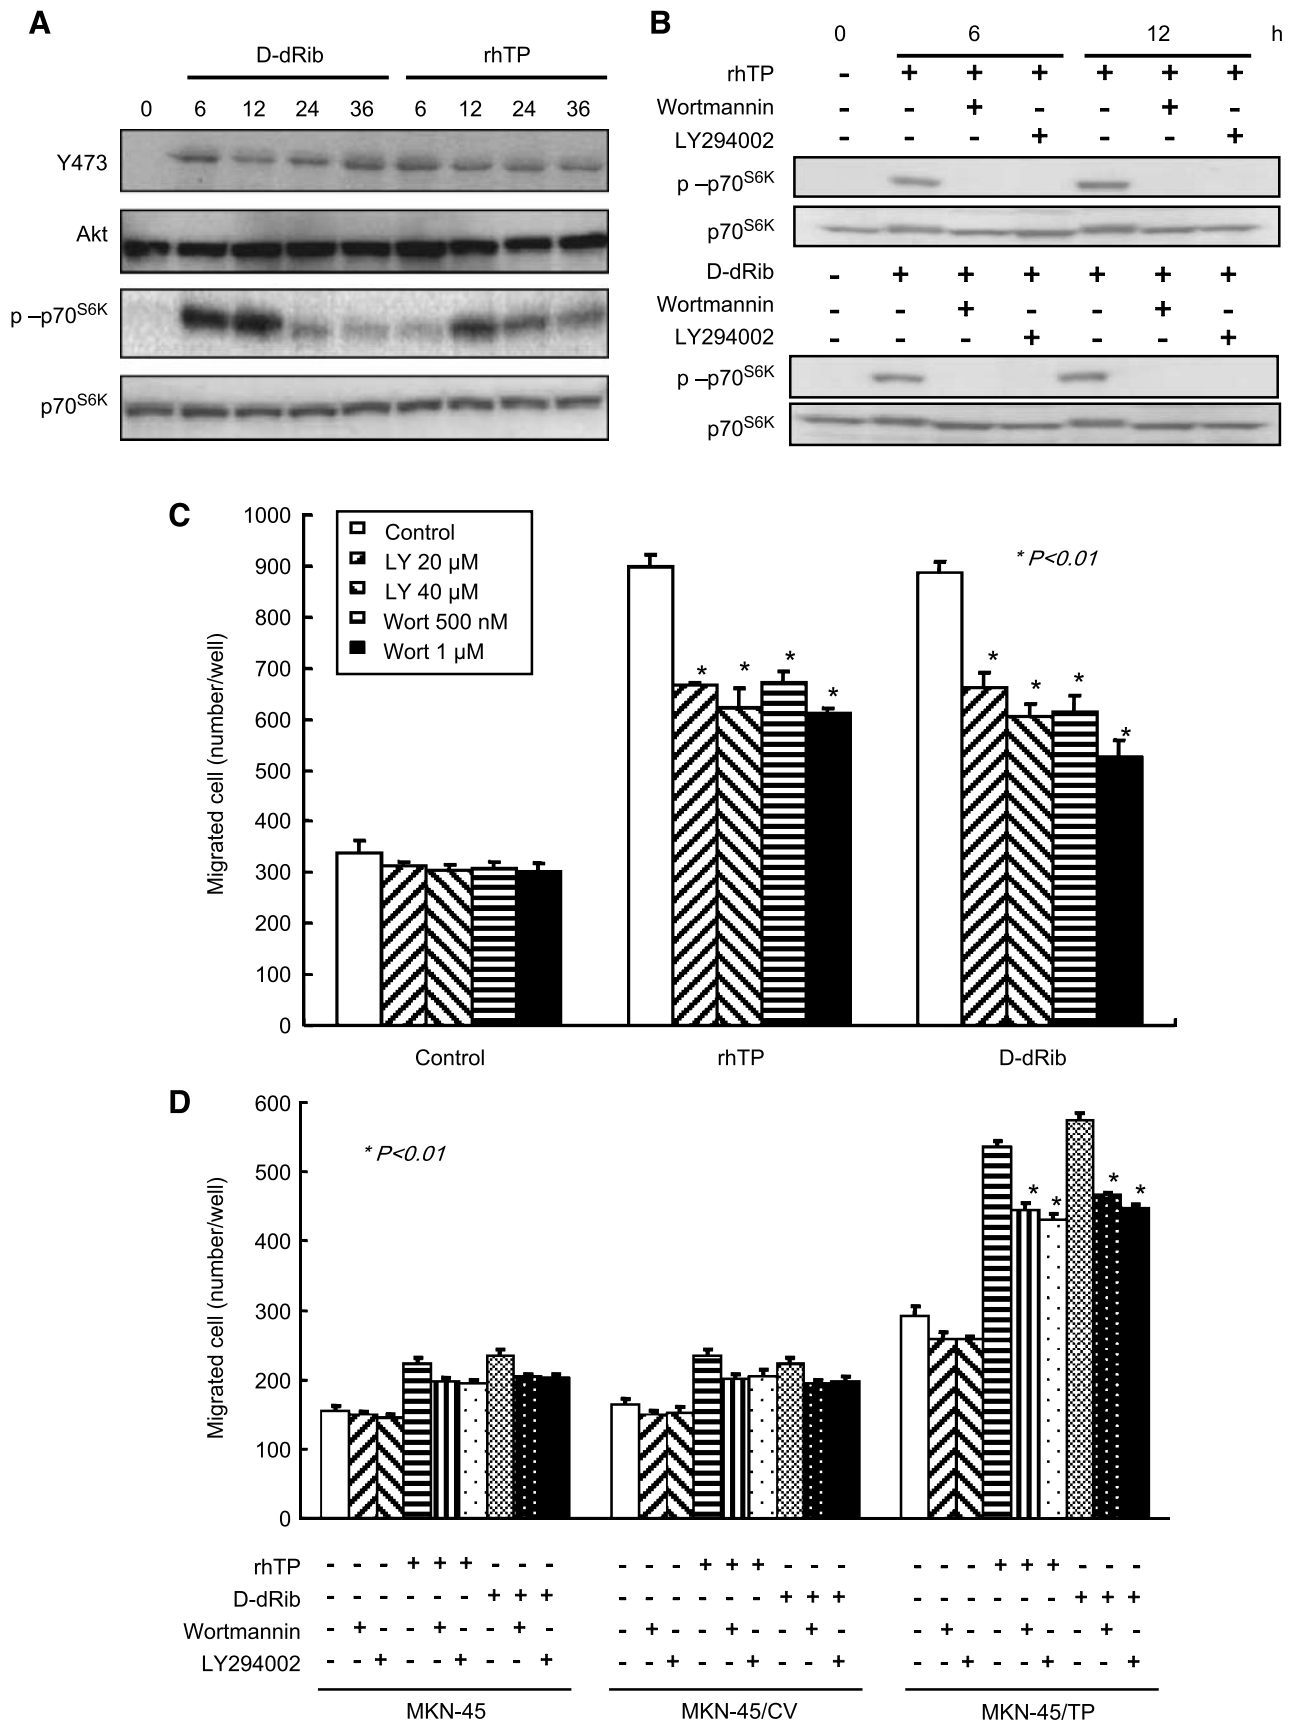 A
D-dRib rhTP
0 6 12 24 36 6 12 24 36
Y473
Akt
p –p70S6K
p70S6K
B
0 6 12 h
rhTP - + + + + + +
Wortmannin - - + - - + -
LY294002 - - - + - - +
p –p70S6K
p70S6K
D-dRib - + + + + + +
Wortmannin - - + - - + -
LY294002 - - - + - - +
p –p70S6K
p70S6K
C
Migrated cell (number/well)
1000
900
800
700
600
500
400
300
200
100
0
Control
LY 20 µM
LY 40 µM
Wort 500 nM
Wort 1 µM
* P<0.01
* * * *
* * * *
Control rhTP D-dRib
D
Migrated cell (number/well)
600
500
400
300
200
100
0
* P<0.01
* * * *
rhTP - - - + + + - - - - - - + + + - - - - - - + + + - - -
D-dRib - - - - - - + + + - - - - - - + + + - - - - - - + + +
Wortmannin - + - - + - - + - - + - - + - - + - - + - - + - - + -
LY294002 - - + - - + - - + - - + - - + - - + - - + - - + - - +
MKN-45 MKN-45/CV MKN-45/TP